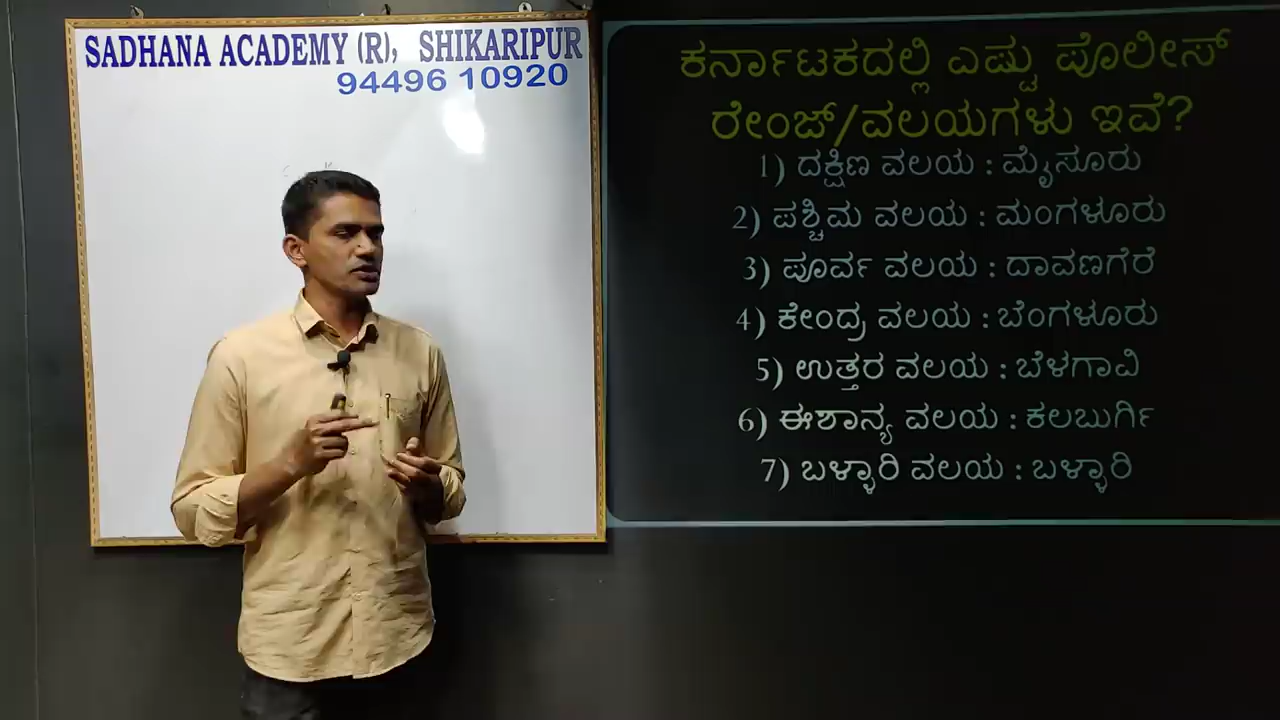 SADHANA ACADEMY (R), SHIKARIPUR
94496 10920
ಕರ್ನಾಟಕದಲ್ಲಿ ಎಷ್ಟು ಪೊಲೀಸ್
ರೇಂಜ್/ವಲಯಗಳು ಇವೆ?
1) ದಕ್ಷಿಣ ವಲಯ : ಮೈಸೂರು
2) ಪಶ್ಚಿಮ ವಲಯ : ಮಂಗಳೂರು
3) ಪೂರ್ವ ವಲಯ : ದಾವಣಗೆರೆ
4) ಕೇಂದ್ರ ವಲಯ : ಬೆಂಗಳೂರು
5) ಉತ್ತರ ವಲಯ : ಬೆಳಗಾವಿ
6) ಈಶಾನ್ಯ ವಲಯ : ಕಲಬುರ್ಗಿ
7) ಬಳ್ಳಾರಿ ವಲಯ : ಬಳ್ಳಾರಿ